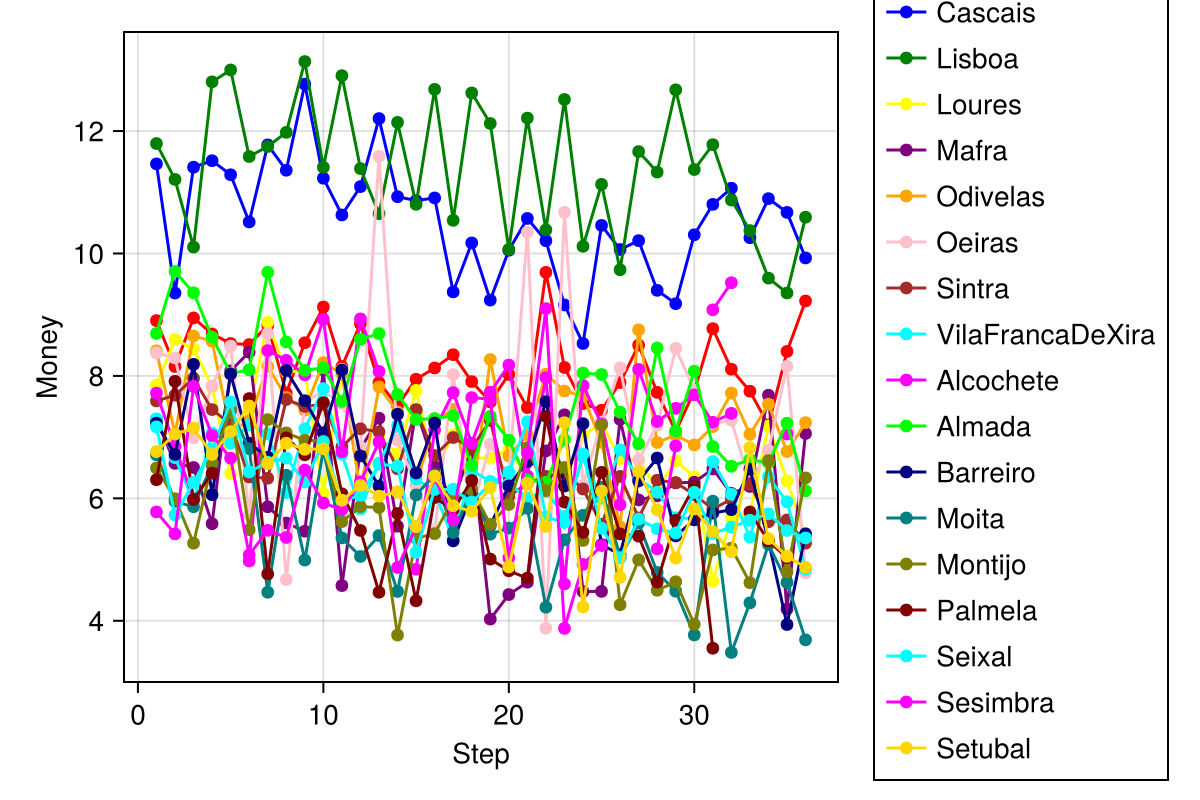 Cascais
Lisboa
Loures
Mafra
Odivelas
Oeiras
Sintra
VilaFrancaDeXira
Alcochete
Almada
Barreiro
Moita
Montijo
Palmela
Seixal
Sesimbra
Setubal
Money
12
10
8
6
4
0
10
20
30
Step